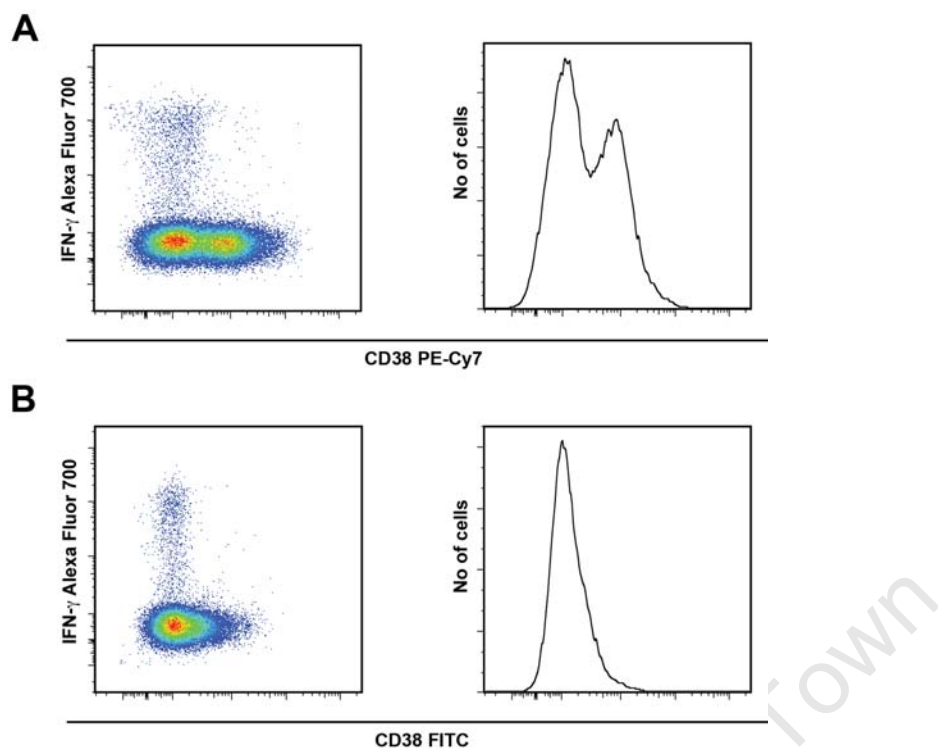 A
IFN-γ Alexa Fluor 700
No of cells
CD38 PE-Cy7
B
IFN-γ Alexa Fluor 700
No of cells
CD38 FITC
Town